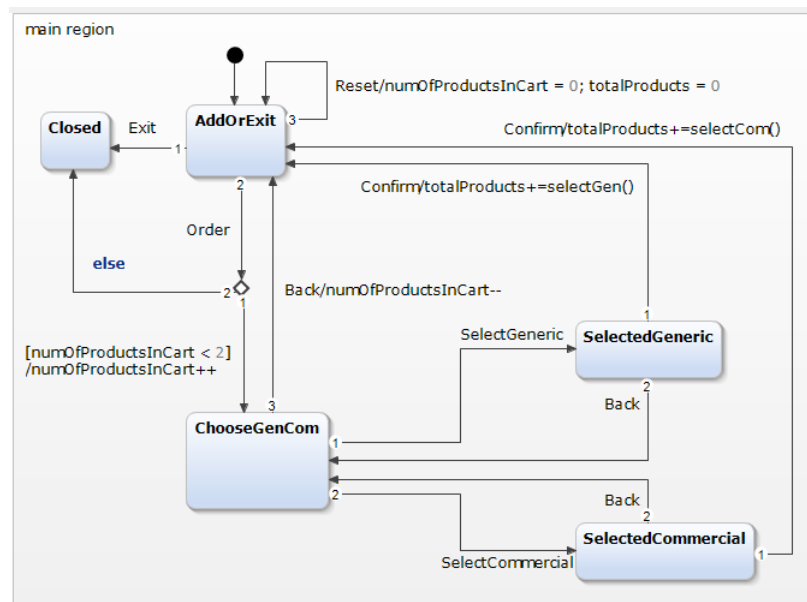 main region
Reset/numOfProductsInCart = 0; totalProducts = 0
AddOrExit
3
Closed
Exit
1
Confirm/totalProducts+=selectCom()
2
Confirm/totalProducts+=selectGen()
Order
else
2
1
Back/numOfProductsInCart--
1
SelectGeneric
SelectedGeneric
[numOfProductsInCart < 2]
/numOfProductsInCart++
2
Back
3
ChooseGenCom
1
2
Back
2
SelectedCommercial
1
SelectCommercial